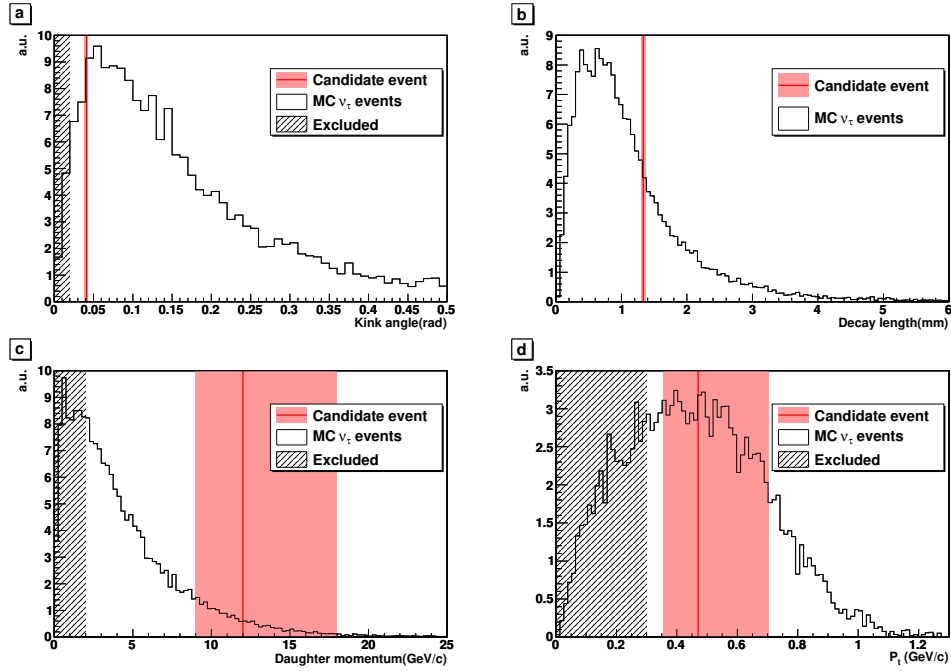 a
a.u.
10
9
8
7
6
5
4
3
2
1
0
Candidate event
MC ντ events
Excluded
0 0.05 0.1 0.15 0.2 0.25 0.3 0.35 0.4 0.45 0.5
Kink angle(rad)
b
a.u.
9
8
7
6
5
4
3
2
1
0
Candidate event
MC ντ events
0 1 2 3 4 5 6
Decay length(mm)
c
a.u.
10
9
8
7
6
5
4
3
2
1
0
Candidate event
MC ντ events
Excluded
0 5 10 15 20 25
Daughter momentum(GeV/c)
d
a.u.
3.5
3
2.5
2
1.5
1
0.5
0
Candidate event
MC ντ events
Excluded
0 0.2 0.4 0.6 0.8 1 1.2
Pt (GeV/c)